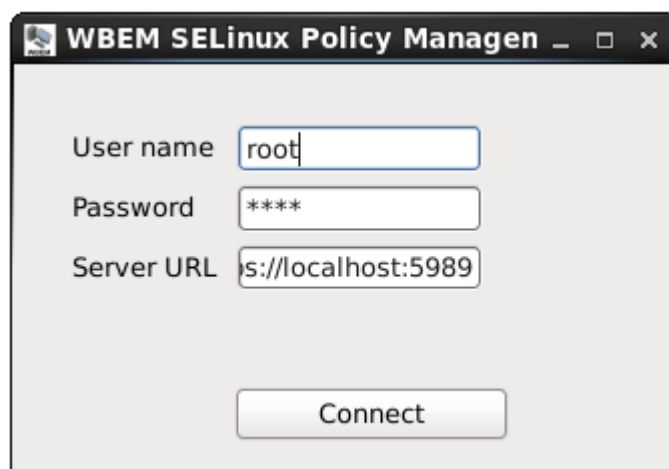 WBEM SELinux Policy Managen
User name root
Password ****
Server URL s://localhost:5989
Connect